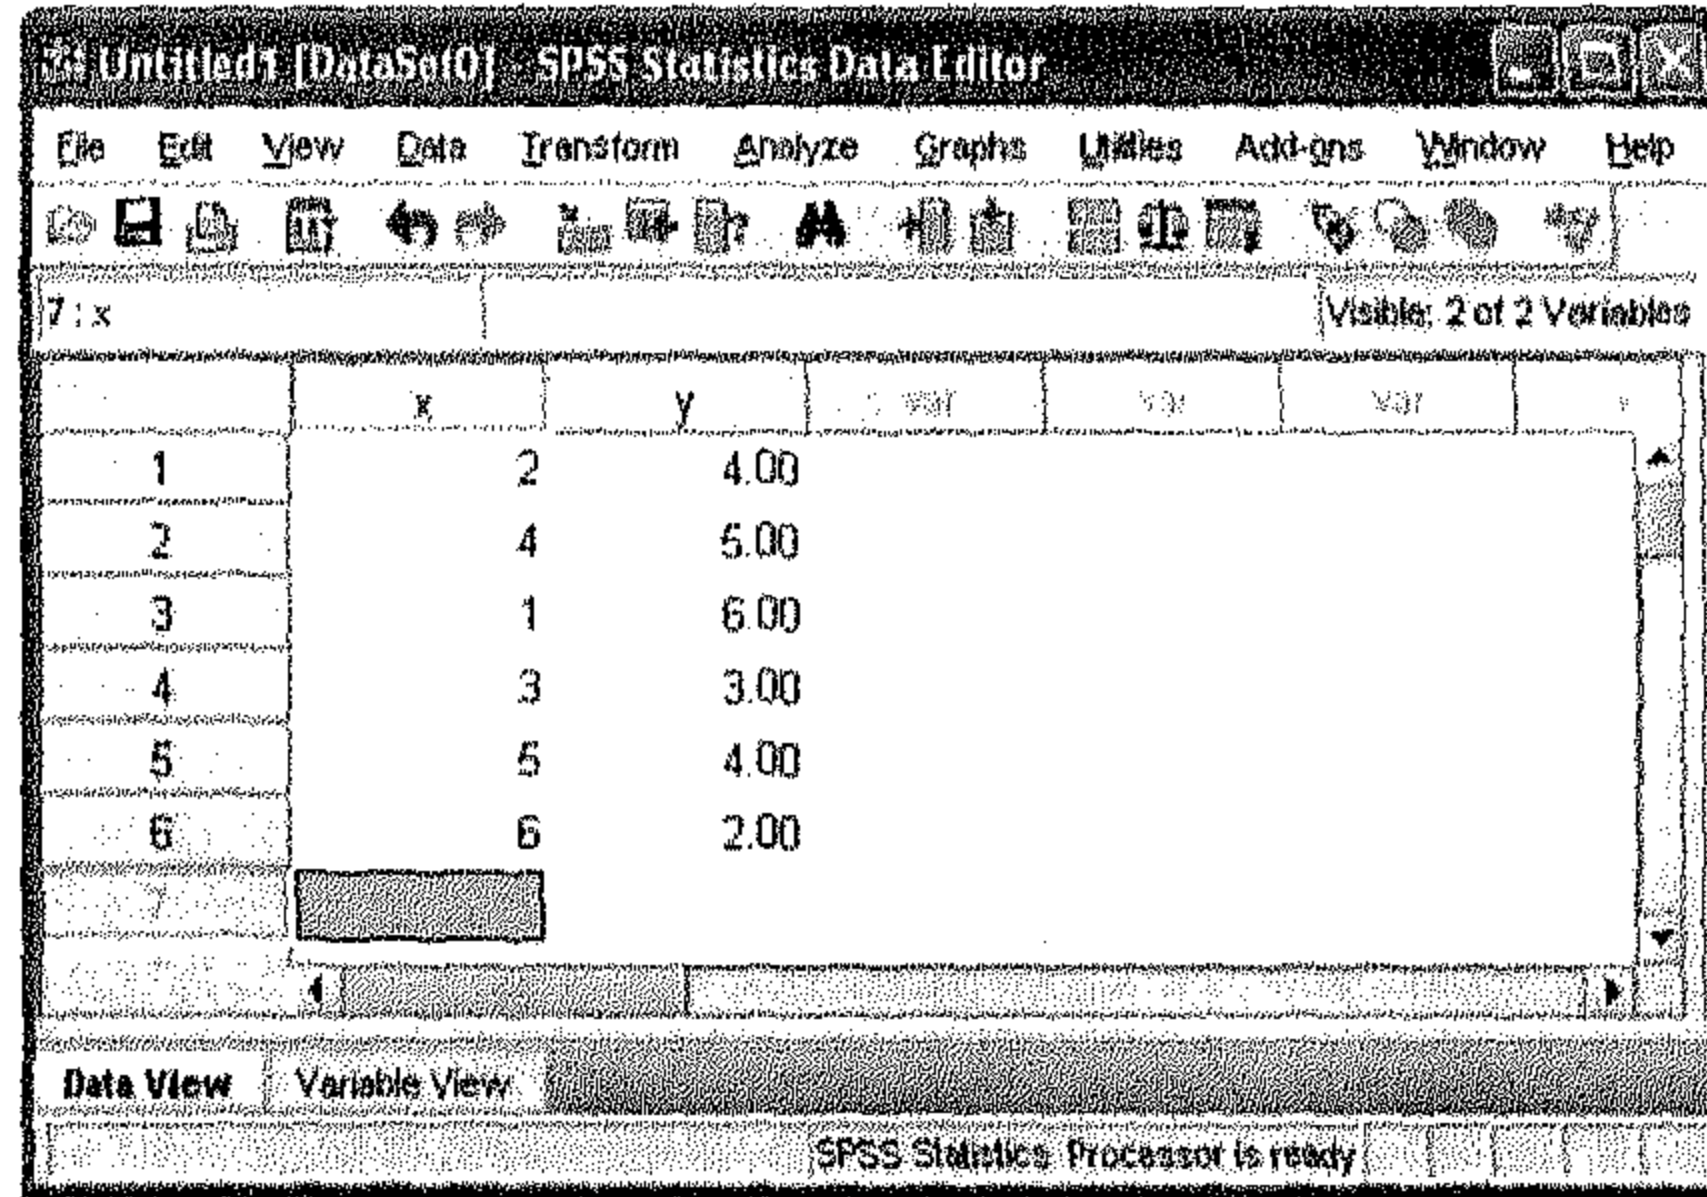 Untitled1 [DataSet0] - SPSS Statistics Data Editor
File Edit View Data Transform Analyze Graphs Utilities Add-ons Window Help
7 : x Visible: 2 of 2 Variables
x y var var var
1 2 4.00
2 4 5.00
3 1 6.00
4 3 3.00
5 5 4.00
6 6 2.00
7
Data View Variable View
SPSS Statistics Processor is ready